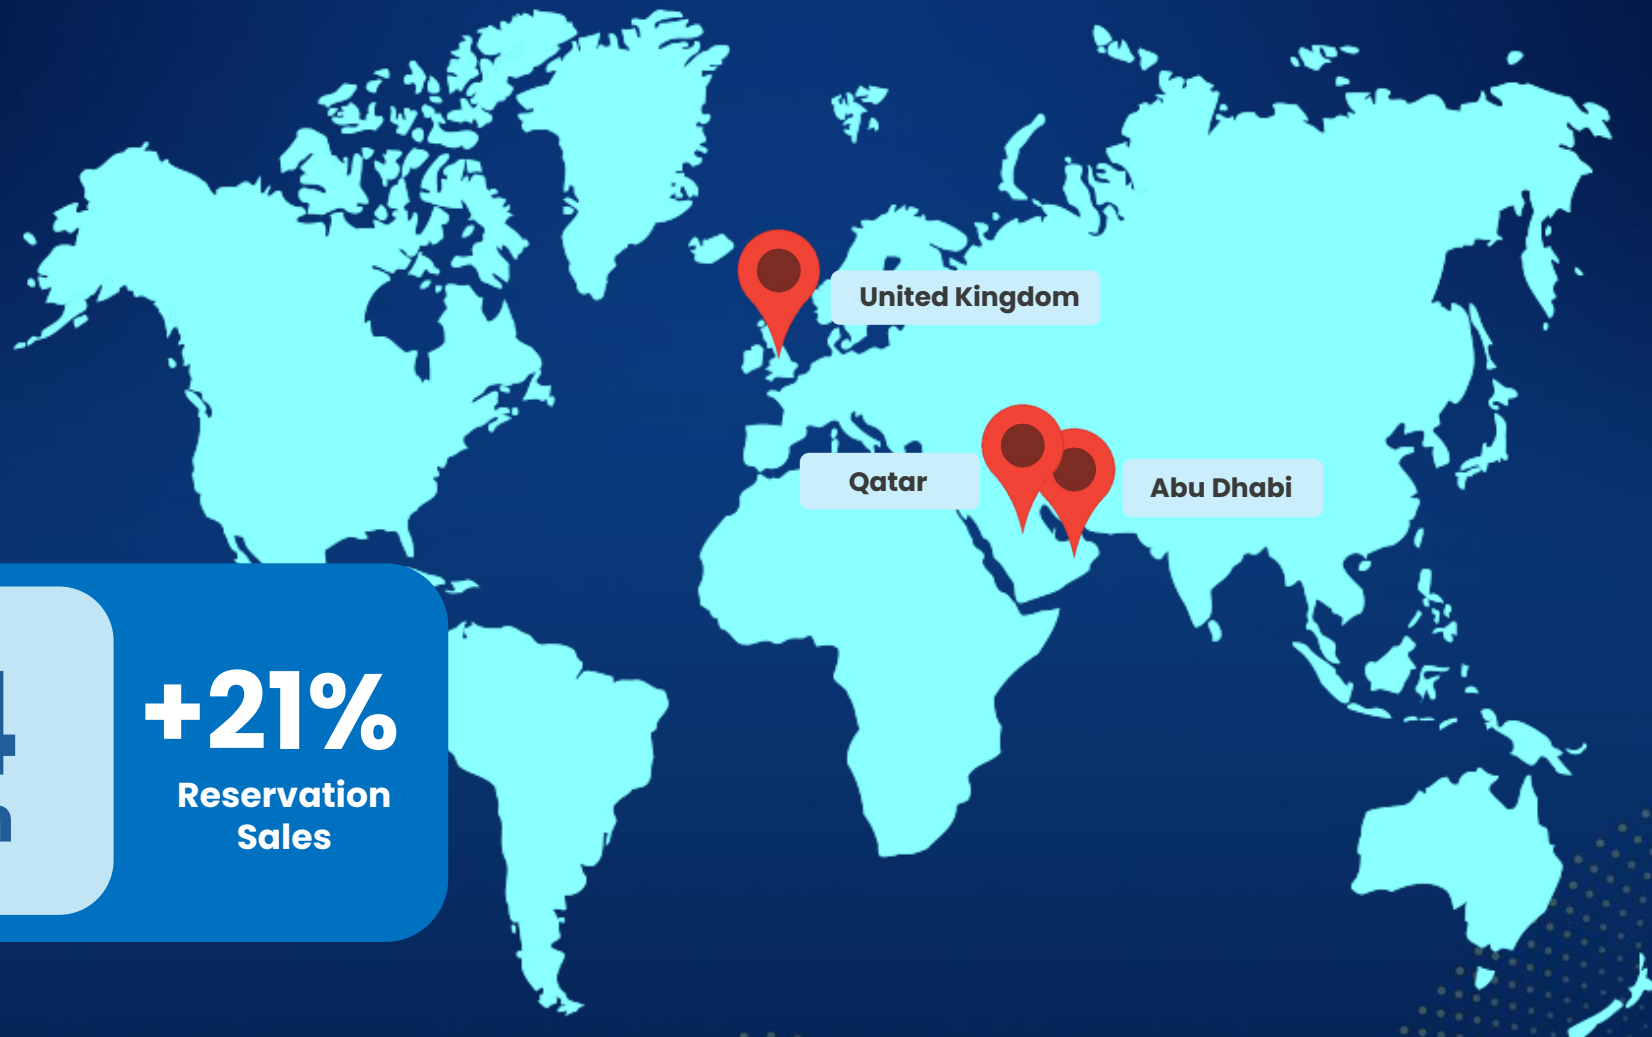 United Kingdom
Qatar
Abu Dhabi
+21%
Reservation
Sales